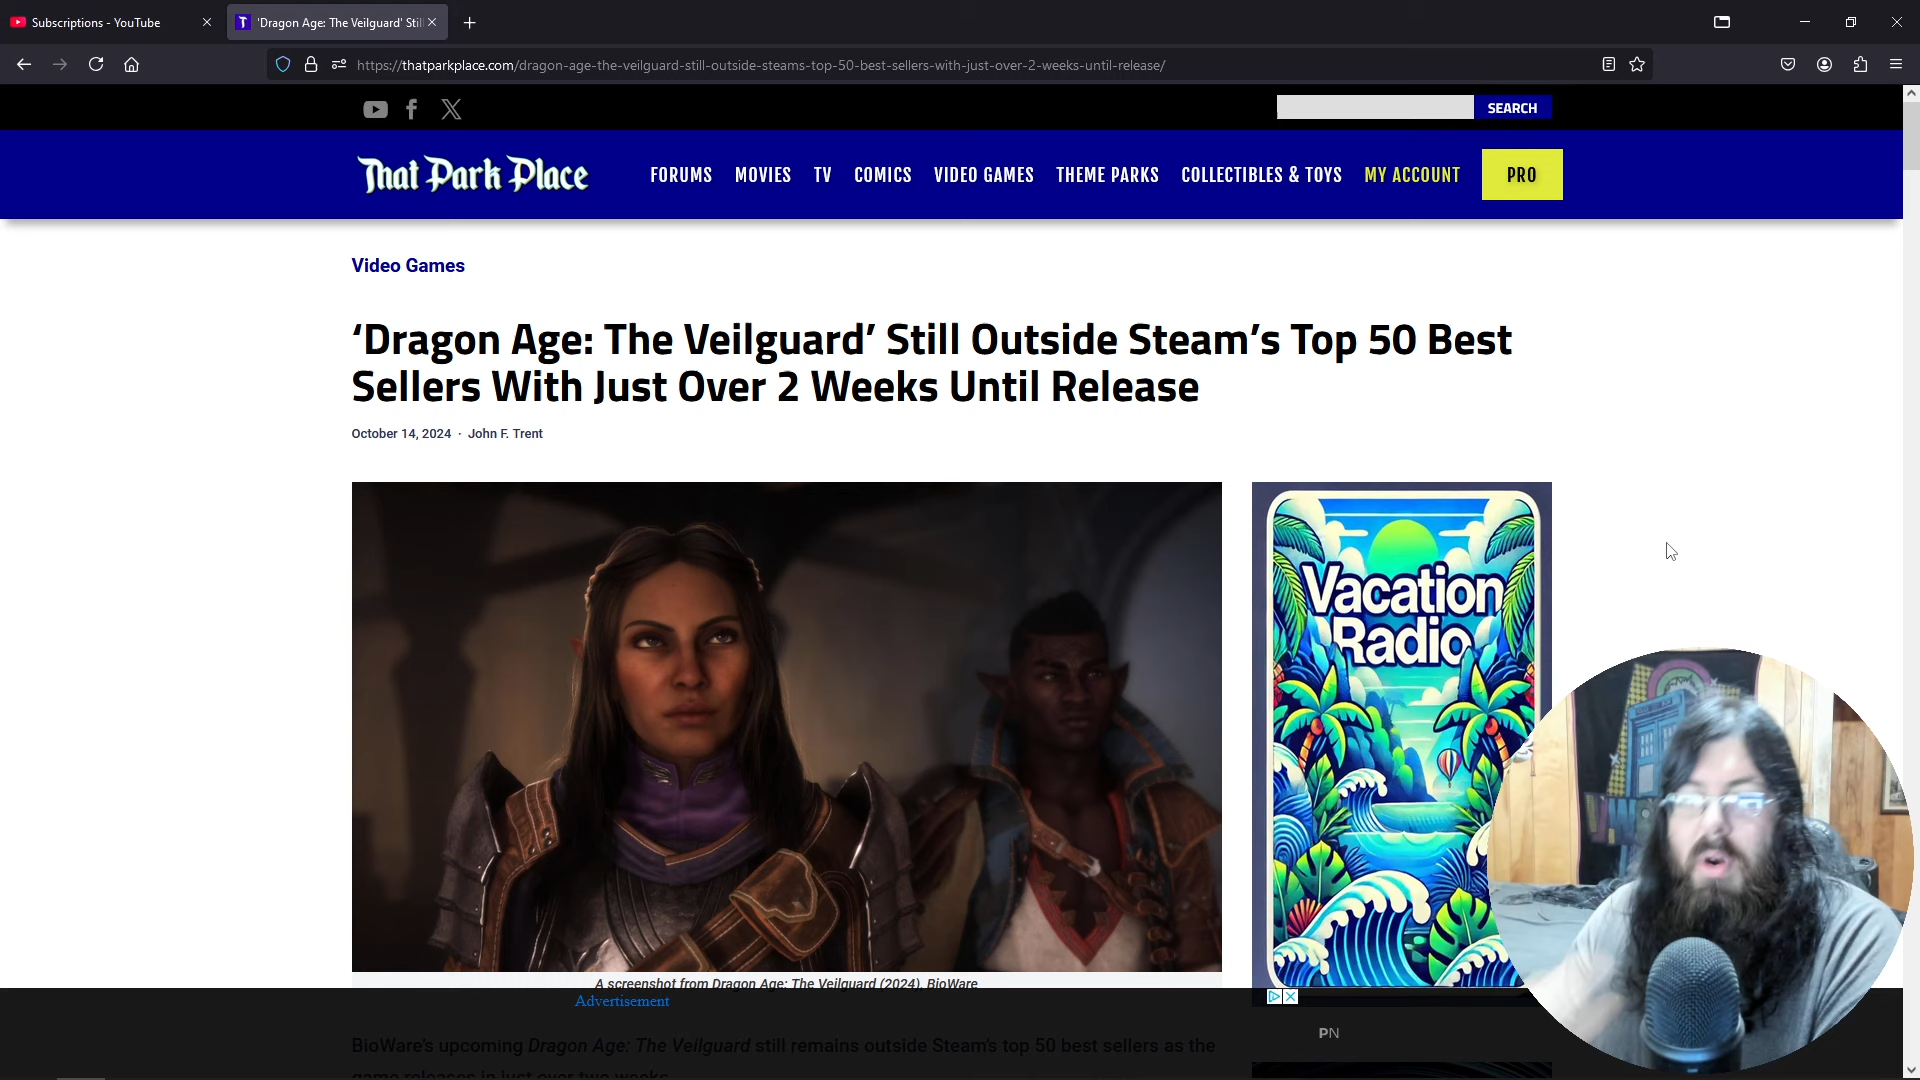 Subscriptions - YouTube
'Dragon Age: The Veilguard' Stil
https://thatparkplace.com/dragon-age-the-veilguard-still-outside-steams-top-50-best-sellers-with-just-over-2-weeks-until-release/
SEARCH
That Park Place
FORUMS MOVIES TV COMICS VIDEO GAMES THEME PARKS COLLECTIBLES & TOYS MY ACCOUNT PRO
Video Games
‘Dragon Age: The Veilguard’ Still Outside Steam’s Top 50 Best
Sellers With Just Over 2 Weeks Until Release
October 14, 2024 · John F. Trent
Vacation
Radio
A screenshot from Dragon Age: The Veilguard (2024), BioWare
Advertisement
PN
BioWare’s upcoming Dragon Age: The Veilguard still remains outside Steam’s top 50 best sellers as the
game releases in just over two weeks.